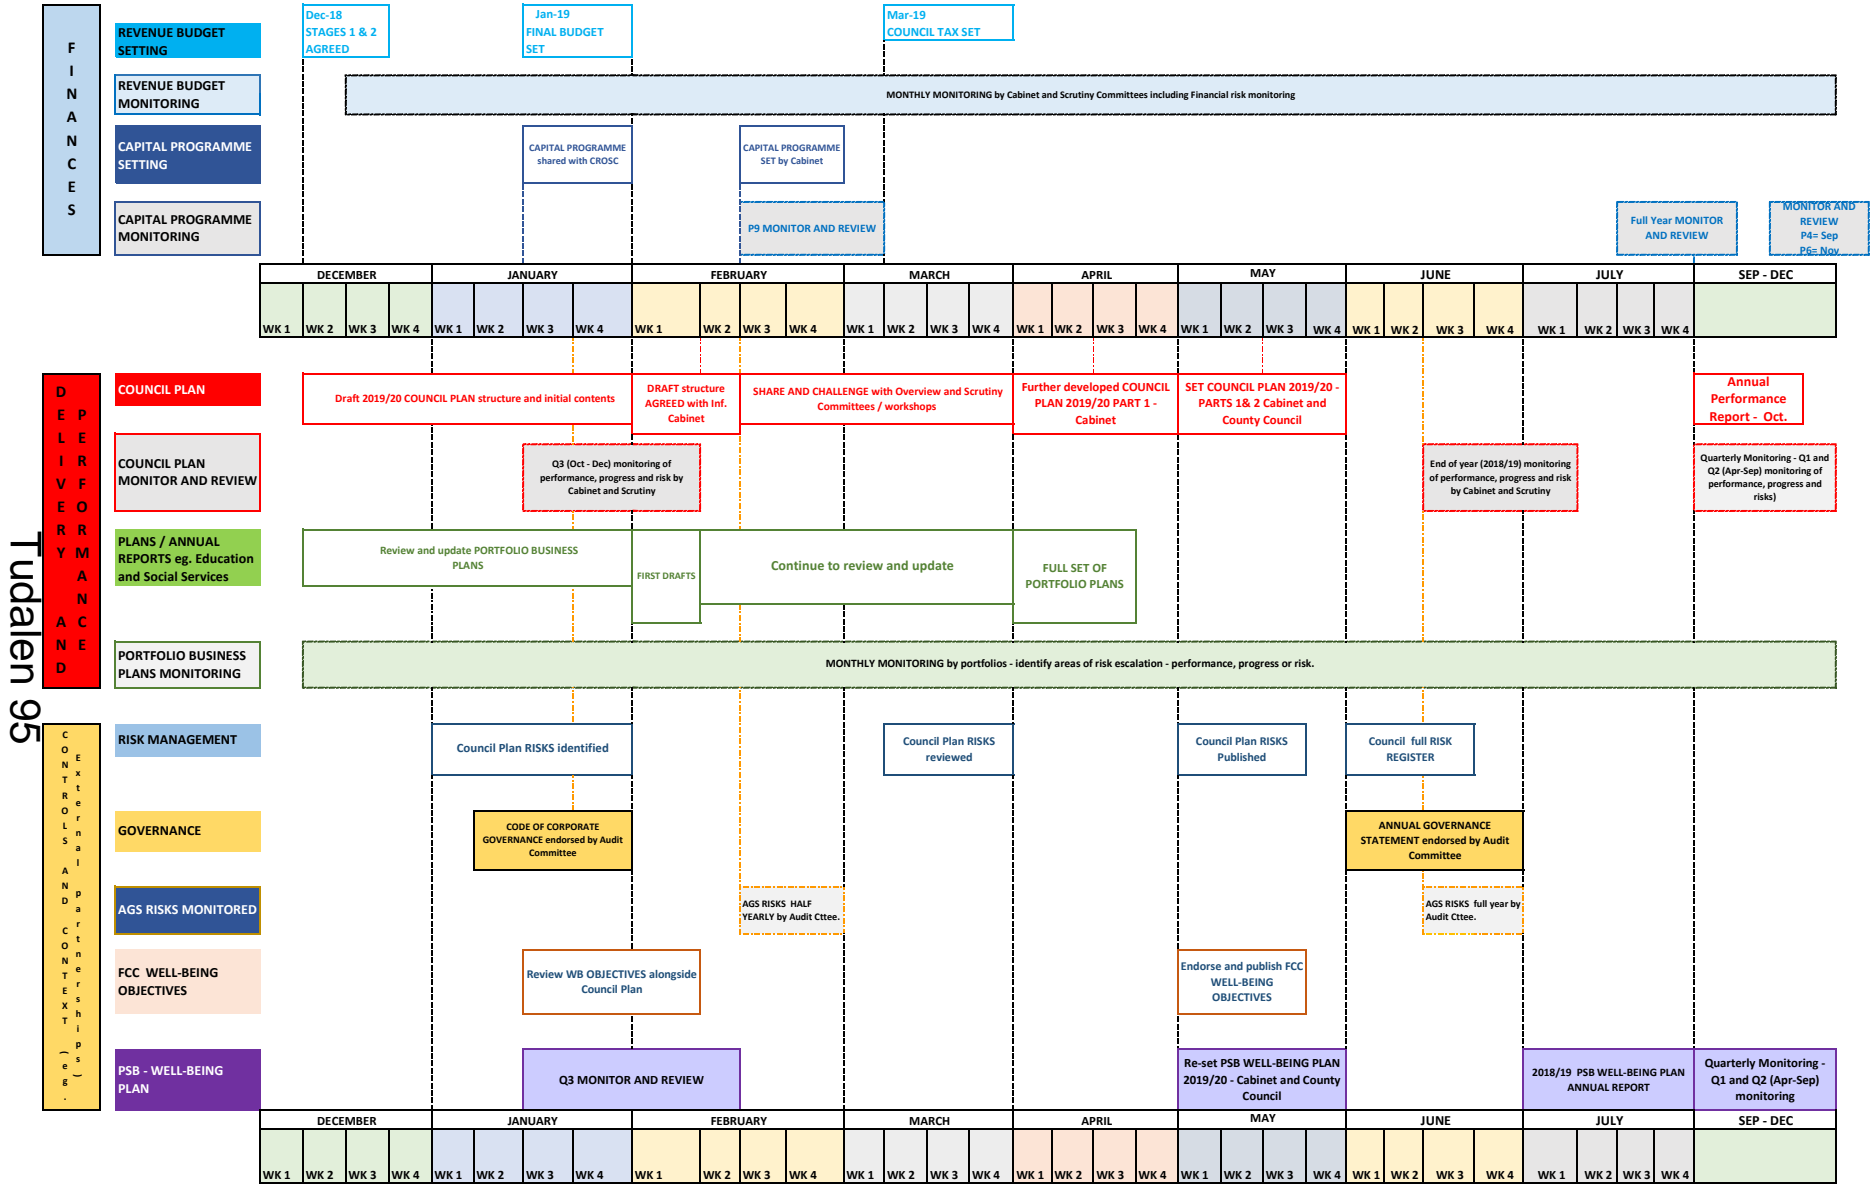 FINANCES
REVENUE BUDGET
SETTING
Dec-18
STAGES 1 & 2
AGREED
Jan-19
FINAL BUDGET
SET
Mar-19
COUNCIL TAX SET
REVENUE BUDGET
MONITORING
MONTHLY MONITORING by Cabinet and Scrutiny Committees including Financial risk monitoring
CAPITAL PROGRAMME
SETTING
CAPITAL PROGRAMME
shared with CROSC
CAPITAL PROGRAMME
SET by Cabinet
CAPITAL PROGRAMME
MONITORING
P9 MONITOR AND REVIEW
Full Year MONITOR
AND REVIEW
MONITOR AND
REVIEW
P4= Sep
P6= Nov
DECEMBER JANUARY FEBRUARY MARCH APRIL MAY JUNE JULY SEP - DEC
WK 1 WK 2 WK 3 WK 4 WK 1 WK 2 WK 3 WK 4 WK 1 WK 2 WK 3 WK 4 WK 1 WK 2 WK 3 WK 4 WK 1 WK 2 WK 3 WK 4 WK 1 WK 2 WK 3 WK 4 WK 1 WK 2 WK 3 WK 4 WK 1 WK 2 WK 3 WK 4
DELIVERY AND
PERFORMANCE
COUNCIL PLAN
Draft 2019/20 COUNCIL PLAN structure and initial contents
DRAFT structure
AGREED with Inf.
Cabinet
SHARE AND CHALLENGE with Overview and Scrutiny
Committees / workshops
Further developed COUNCIL
PLAN 2019/20 PART 1 -
Cabinet
SET COUNCIL PLAN 2019/20 -
PARTS 1& 2 Cabinet and
County Council
Annual
Performance
Report - Oct.
COUNCIL PLAN
MONITOR AND REVIEW
Q3 (Oct - Dec) monitoring of
performance, progress and risk by
Cabinet and Scrutiny
End of year (2018/19) monitoring
of performance, progress and risk
by Cabinet and Scrutiny
Quarterly Monitoring - Q1 and
Q2 (Apr-Sep) monitoring of
performance, progress and
risks)
PLANS / ANNUAL
REPORTS eg. Education
and Social Services
Review and update PORTFOLIO BUSINESS
PLANS
FIRST DRAFTS
Continue to review and update
FULL SET OF
PORTFOLIO PLANS
PORTFOLIO BUSINESS
PLANS MONITORING
MONTHLY MONITORING by portfolios - identify areas of risk escalation - performance, progress or risk.
Tudalen 95
CONTROLS AND CONTEXT (eg.
External partnerships)
RISK MANAGEMENT
Council Plan RISKS identified
Council Plan RISKS
reviewed
Council Plan RISKS
Published
Council full RISK
REGISTER
GOVERNANCE
CODE OF CORPORATE
GOVERNANCE endorsed by Audit
Committee
ANNUAL GOVERNANCE
STATEMENT endorsed by Audit
Committee
AGS RISKS MONITORED
AGS RISKS HALF
YEARLY by Audit Cttee.
AGS RISKS full year by
Audit Cttee.
FCC WELL-BEING
OBJECTIVES
Review WB OBJECTIVES alongside
Council Plan
Endorse and publish FCC
WELL-BEING
OBJECTIVES
PSB - WELL-BEING
PLAN
Q3 MONITOR AND REVIEW
Re-set PSB WELL-BEING PLAN
2019/20 - Cabinet and County
Council
2018/19 PSB WELL-BEING PLAN
ANNUAL REPORT
Quarterly Monitoring -
Q1 and Q2 (Apr-Sep)
monitoring
DECEMBER JANUARY FEBRUARY MARCH APRIL MAY JUNE JULY SEP - DEC
WK 1 WK 2 WK 3 WK 4 WK 1 WK 2 WK 3 WK 4 WK 1 WK 2 WK 3 WK 4 WK 1 WK 2 WK 3 WK 4 WK 1 WK 2 WK 3 WK 4 WK 1 WK 2 WK 3 WK 4 WK 1 WK 2 WK 3 WK 4 WK 1 WK 2 WK 3 WK 4